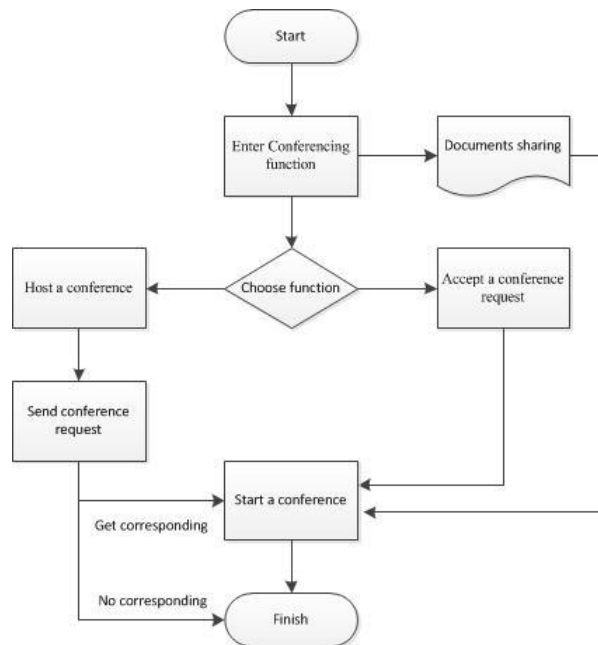 Start
Enter Conferencing
function
Documents sharing
Choose function
Host a conference
Accept a conference
request
Send conference
request
Start a conference
Get corresponding
No corresponding
Finish